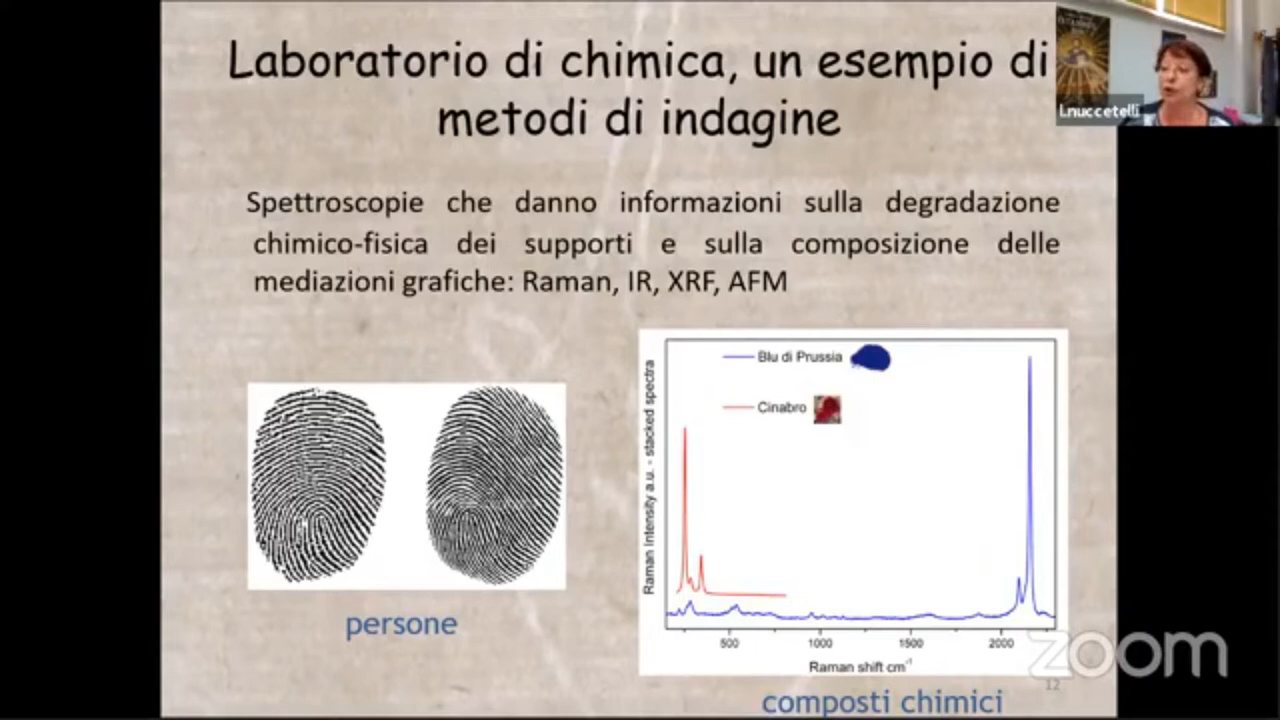 Laboratorio di chimica, un esempio di
metodi di indagine
l.nuccetelli
Spettroscopie che danno informazioni sulla degradazione
chimico-fisica dei supporti e sulla composizione delle
mediazioni grafiche: Raman, IR, XRF, AFM
persone
Raman Intensity a.u. - stacked spectra
Blu di Prussia
Cinabro
500 1000 1500 2000
Raman shift cm⁻¹
zoom
12
composti chimici